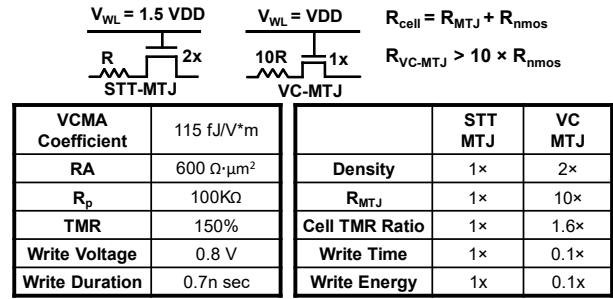 V_WL = 1.5 VDD
V_WL = VDD
R_cell = R_MTJ + R_nmos
R
2x
10R
1x
R_VC-MTJ > 10 × R_nmos
STT-MTJ
VC-MTJ
VCMA Coefficient 115 fJ/V*m
RA 600 Ω·µm²
R_p 100KΩ
TMR 150%
Write Voltage 0.8 V
Write Duration 0.7n sec
STT MTJ VC MTJ
Density 1× 2×
R_MTJ 1× 10×
Cell TMR Ratio 1× 1.6×
Write Time 1× 0.1×
Write Energy 1x 0.1x